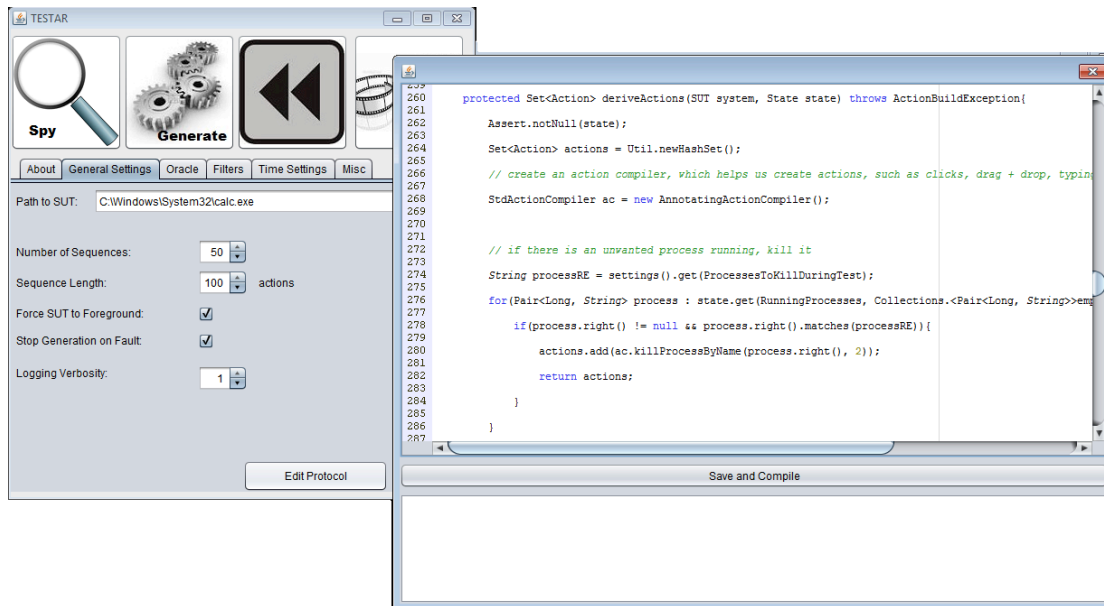 TESTAR
Spy
Generate
About
General Settings
Oracle
Filters
Time Settings
Misc
Path to SUT:
C:\Windows\System32\calc.exe
Number of Sequences:
50
Sequence Length:
100
actions
Force SUT to Foreground:
Stop Generation on Fault:
Logging Verbosity:
1
Edit Protocol
259
260 protected Set<Action> deriveActions(SUT system, State state) throws ActionBuildException{
261
262 Assert.notNull(state);
263
264 Set<Action> actions = Util.newHashSet();
265
266 // create an action compiler, which helps us create actions, such as clicks, drag + drop, typing
267
268 StdActionCompiler ac = new AnnotatingActionCompiler();
269
270
271
272 // if there is an unwanted process running, kill it
273
274 String processRE = settings().get(ProcessesToKillDuringTest);
275
276 for(Pair<Long, String> process : state.get(RunningProcesses, Collections.<Pair<Long, String>>emp
277
278 if(process.right() != null && process.right().matches(processRE)){
279
280 actions.add(ac.killProcessByName(process.right(), 2));
281
282 return actions;
283
284 }
285
286 }
287
Save and Compile